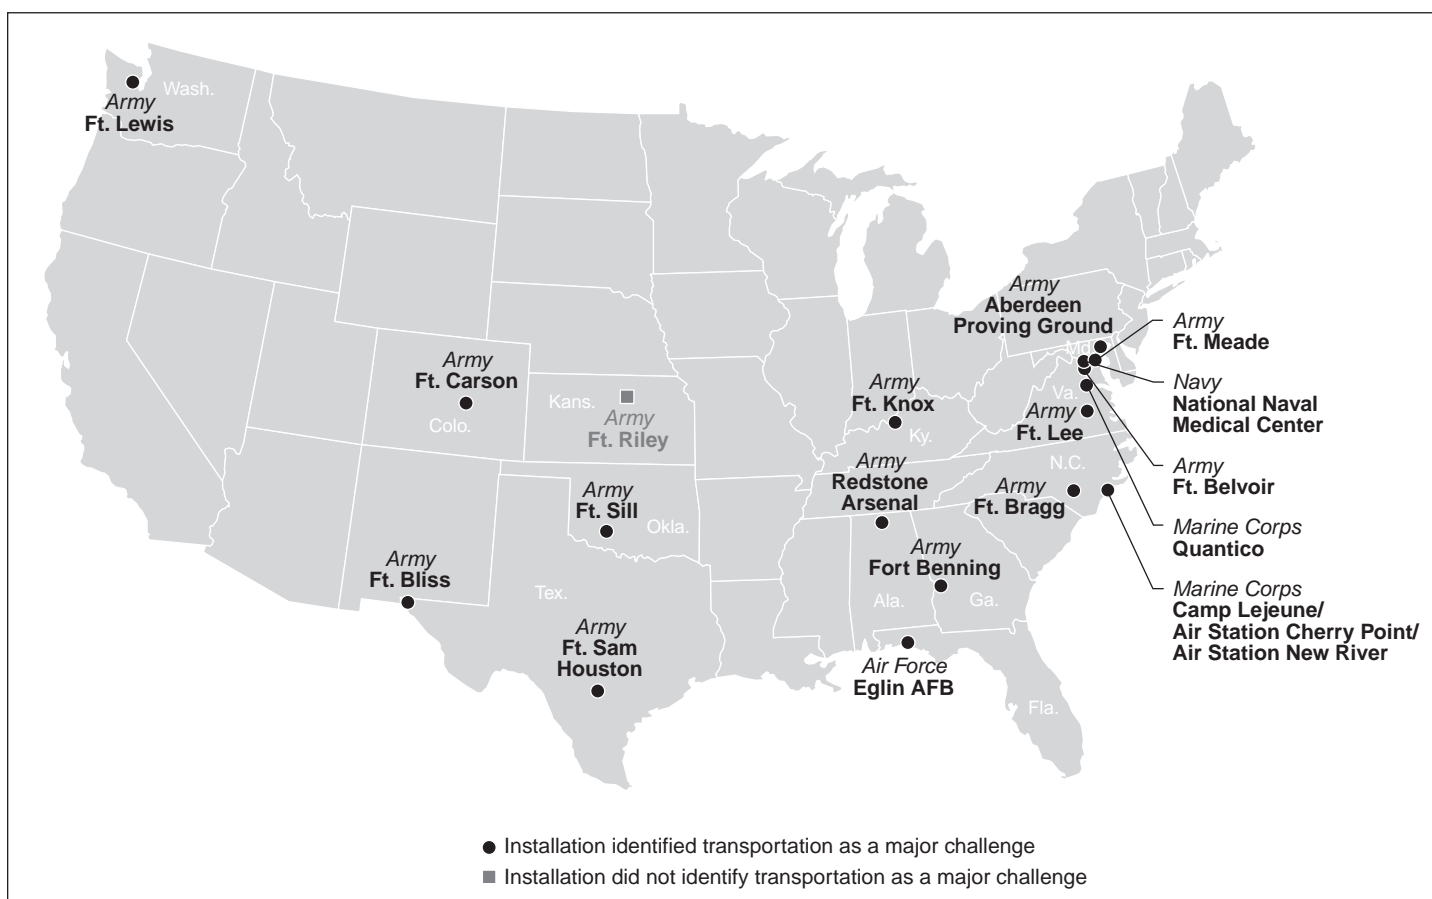 Wash.
Army
Ft. Lewis
Army
Aberdeen
Proving Ground
Md.
Army
Ft. Meade
Navy
National Naval
Medical Center
Army
Ft. Carson
Colo.
Kans.
Army
Ft. Riley
Army
Ft. Knox
Ky.
Va.
Army
Ft. Lee
Army
Ft. Belvoir
Army
Redstone
Arsenal
N.C.
Army
Ft. Bragg
Army
Ft. Sill
Okla.
Marine Corps
Quantico
Army
Ft. Bliss
Army
Fort Benning
Tex.
Ala.
Ga.
Marine Corps
Camp Lejeune/
Air Station Cherry Point/
Air Station New River
Army
Ft. Sam
Houston
Air Force
Eglin AFB
Fla.
Installation identified transportation as a major challenge
Installation did not identify transportation as a major challenge